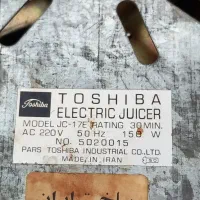 Toshiba TOSHIBA
ELECTRIC JUICER
MODEL JC-17E RATING 30 MIN.
AC 220V 50 Hz 150 W
NO. 5020015
PARS TOSHIBA INDUSTRIAL CO. LTD.
MADE IN IRAN